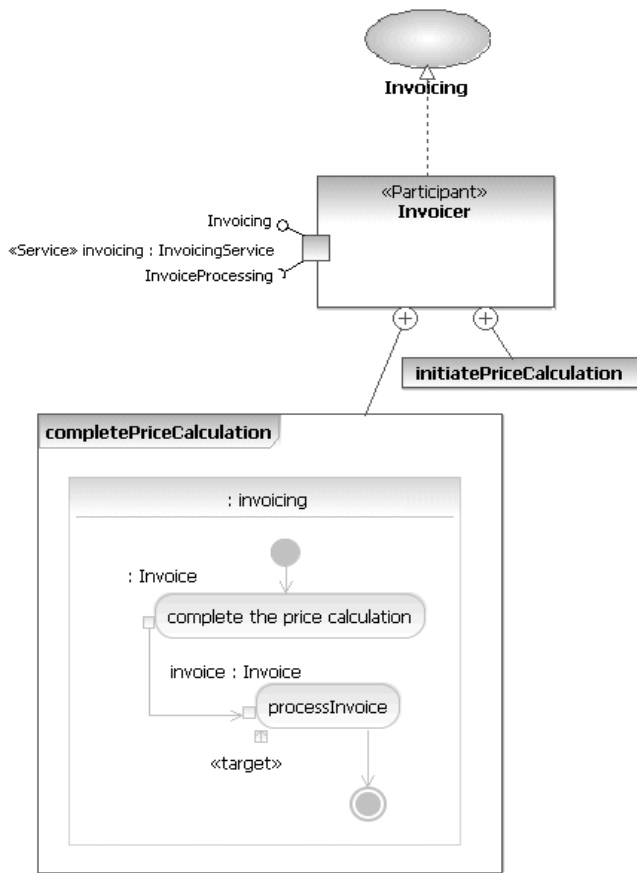 Invoicing
«Participant»
Invoicer
Invoicing
«Service» invoicing : InvoicingService
InvoiceProcessing
initiatePriceCalculation
completePriceCalculation
: invoicing
: Invoice
complete the price calculation
invoice : Invoice
processInvoice
«target»